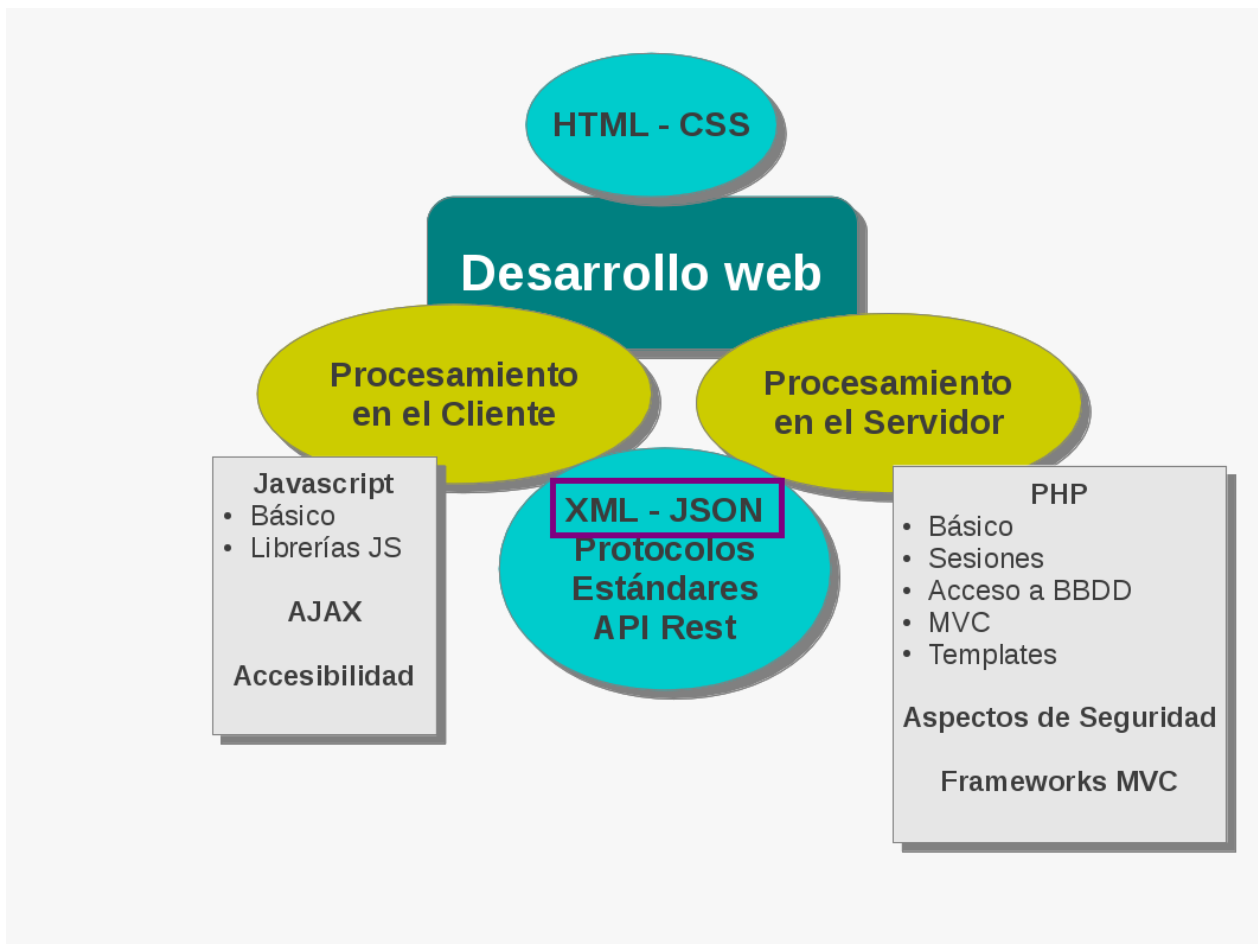 HTML - CSS
Desarrollo web
Procesamiento
en el Cliente
Procesamiento
en el Servidor
Javascript
• Básico
• Librerías JS
AJAX
Accesibilidad
XML - JSON
Protocolos
Estándares
API Rest
PHP
• Básico
• Sesiones
• Acceso a BBDD
• MVC
• Templates
Aspectos de Seguridad
Frameworks MVC